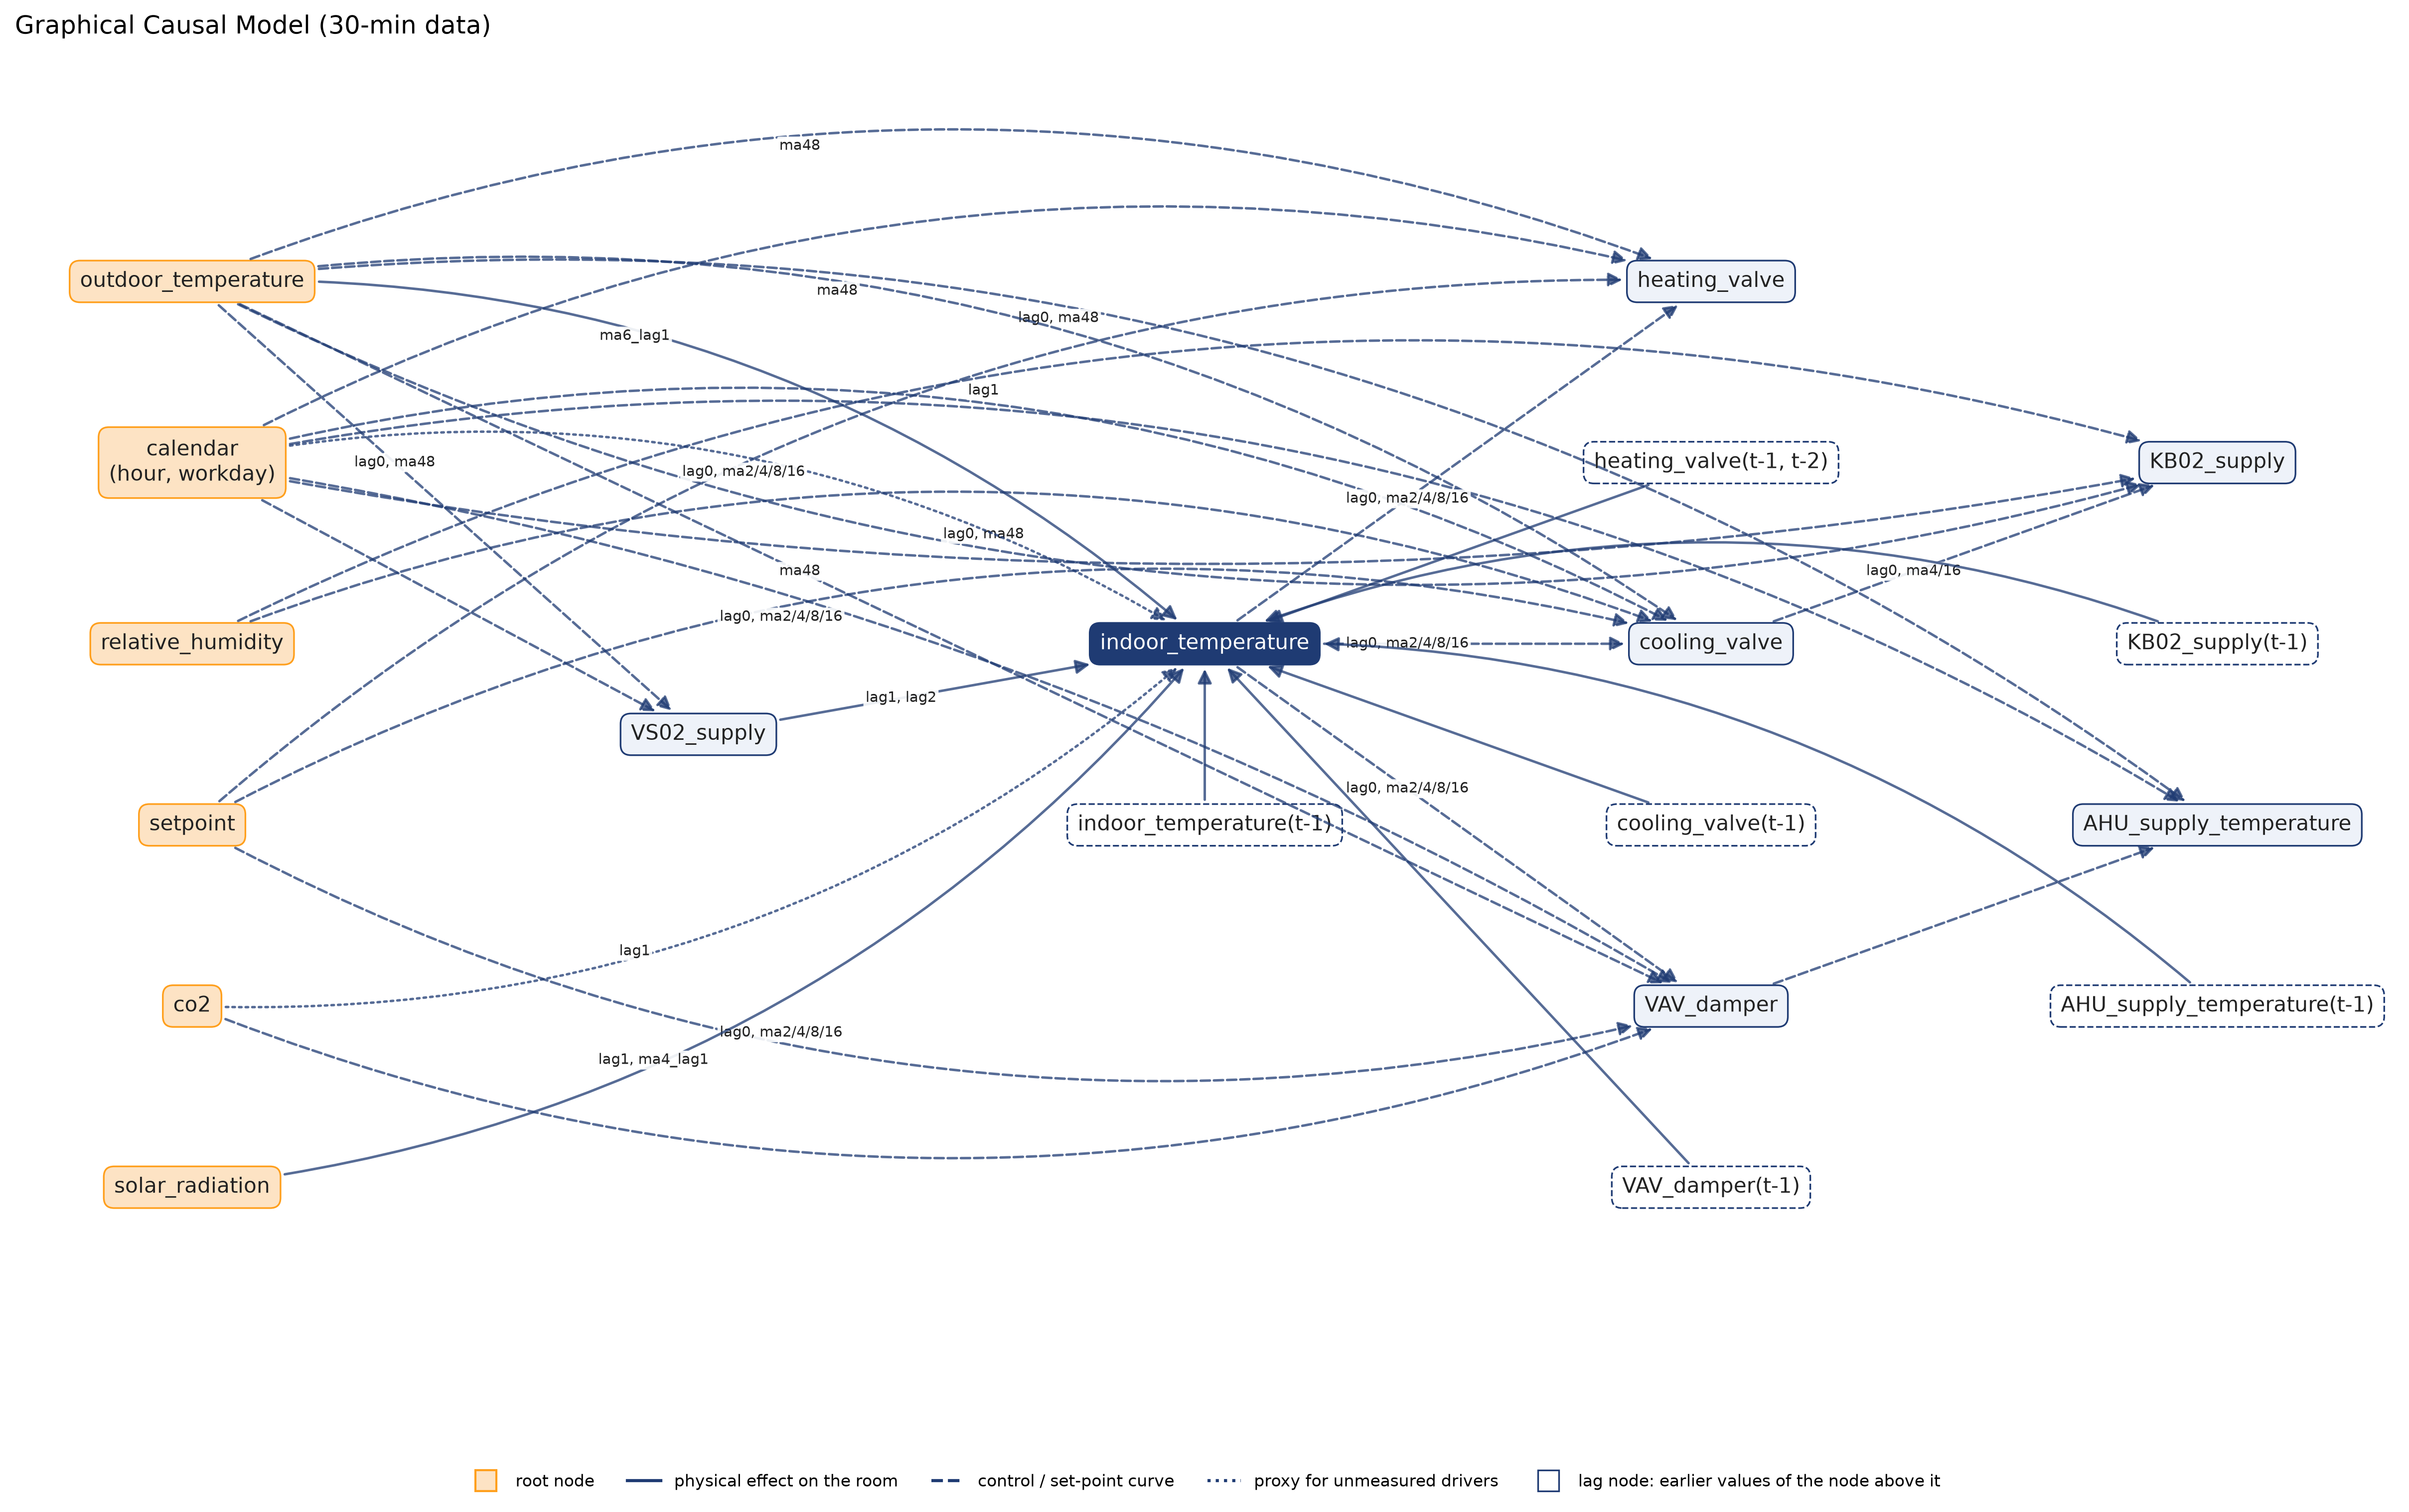 Graphical Causal Model (30-min data)
ma48
outdoor_temperature
heating_valve
ma48
lag0, ma48
ma6_lag1
lag1
calendar
(hour, workday)
lag0, ma48
lag0, ma2/4/8/16
heating_valve(t-1, t-2)
KB02_supply
lag0, ma2/4/8/16
lag0, ma48
ma48
lag0, ma4/16
lag0, ma2/4/8/16
relative_humidity
indoor_temperature
lag0, ma2/4/8/16
cooling_valve
KB02_supply(t-1)
lag1, lag2
VS02_supply
lag0, ma2/4/8/16
setpoint
indoor_temperature(t-1)
cooling_valve(t-1)
AHU_supply_temperature
lag1
co2
VAV_damper
AHU_supply_temperature(t-1)
lag0, ma2/4/8/16
lag1, ma4_lag1
solar_radiation
VAV_damper(t-1)
root node
physical effect on the room
control / set-point curve
proxy for unmeasured drivers
lag node: earlier values of the node above it